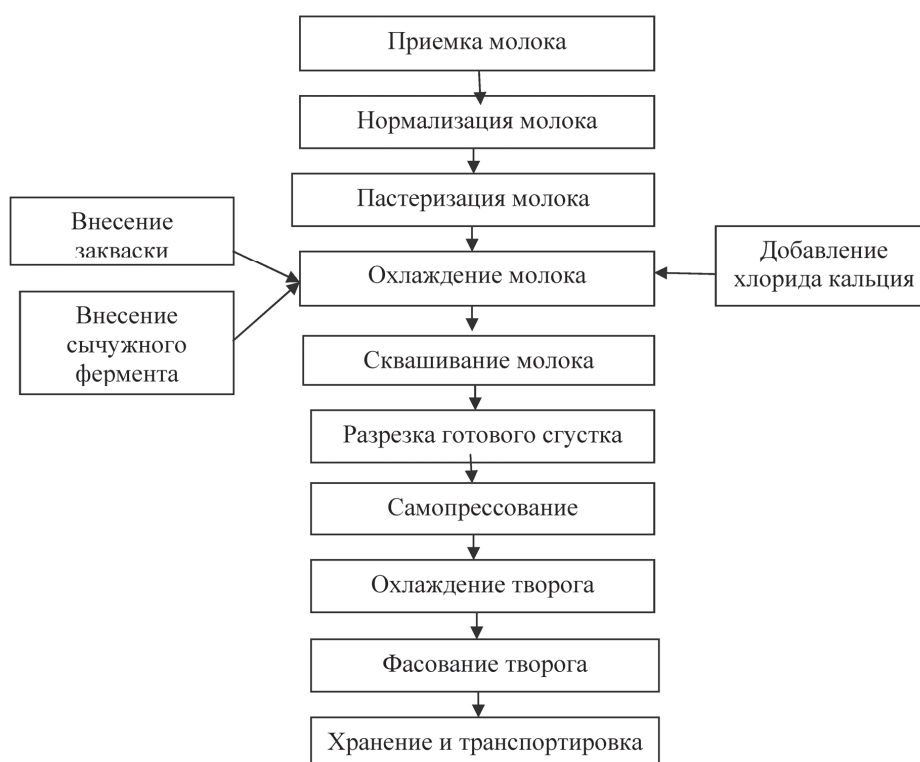 Приемка молока
Нормализация молока
Пастеризация молока
Внесение
закваски
Охлаждение молока
Добавление
хлорида кальция
Внесение
сычужного
фермента
Сквашивание молока
Разрезка готового сгустка
Самопрессование
Охлаждение творога
Фасование творога
Хранение и транспортировка